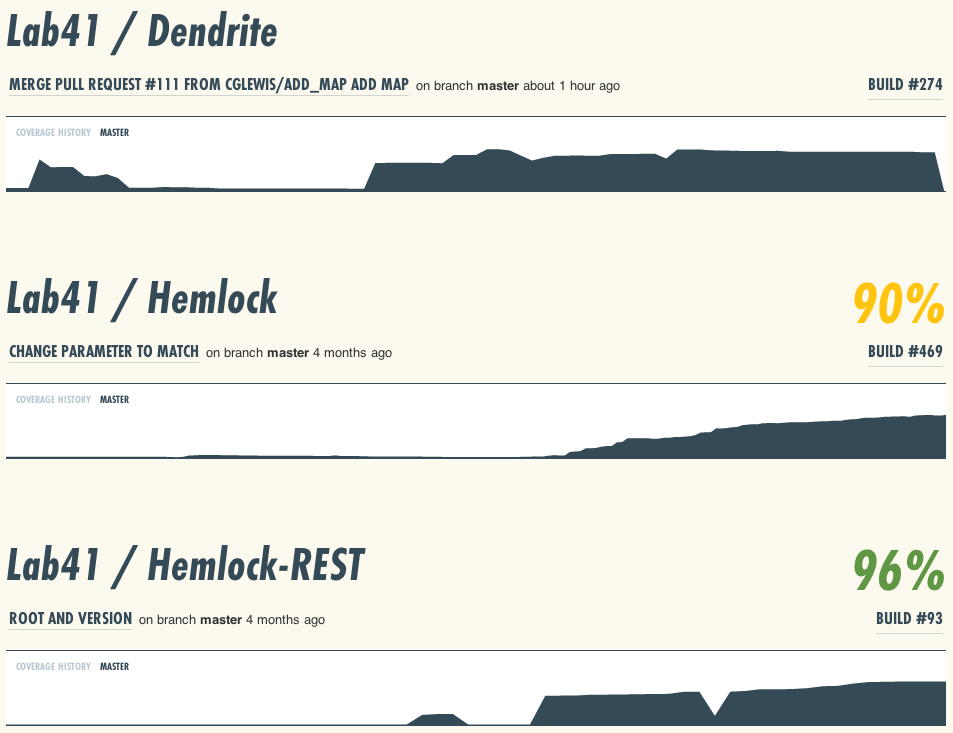 Lab41 / Dendrite
MERGE PULL REQUEST #111 FROM CGLEWIS/ADD_MAP ADD MAP on branch master about 1 hour ago BUILD #274
COVERAGE HISTORY MASTER
Lab41 / Hemlock 90%
CHANGE PARAMETER TO MATCH on branch master 4 months ago BUILD #469
COVERAGE HISTORY MASTER
Lab41 / Hemlock-REST 96%
ROOT AND VERSION on branch master 4 months ago BUILD #93
COVERAGE HISTORY MASTER